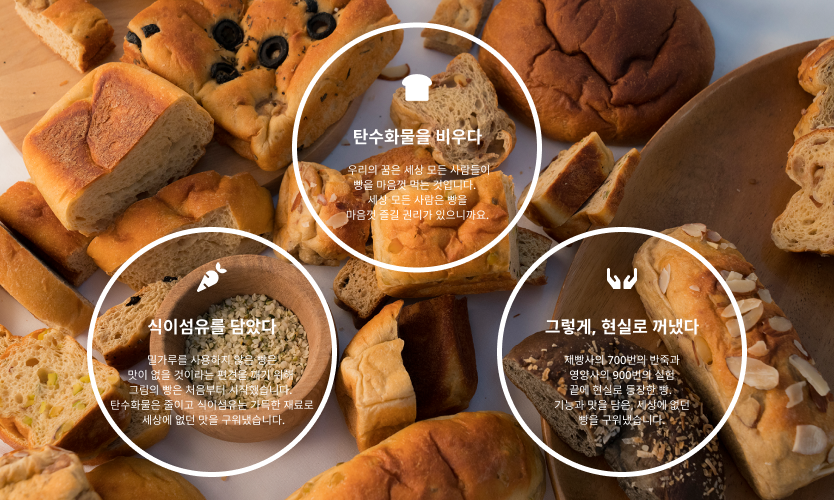 탄수화물을 비우다
우리의 꿈은 세상 모든 사람들이
빵을 마음껏 먹는 것입니다.
세상 모든 사람은 빵을
마음껏 즐길 권리가 있으니까요.
식이섬유를 담았다
밀가루를 사용하지 않은 빵은
맛이 없을 것이라는 편견을 깨기 위해
그림의 빵은 처음부터 시작했습니다.
탄수화물은 줄이고 식이섬유는 가득한 재료로
세상에 없던 맛을 구워냈습니다.
그렇게, 현실로 꺼냈다
제빵사의 700번의 반죽과
영양사의 900번의 실험
끝에 현실로 등장한 빵.
기능과 맛을 담은, 세상에 없던
빵을 구워냈습니다.